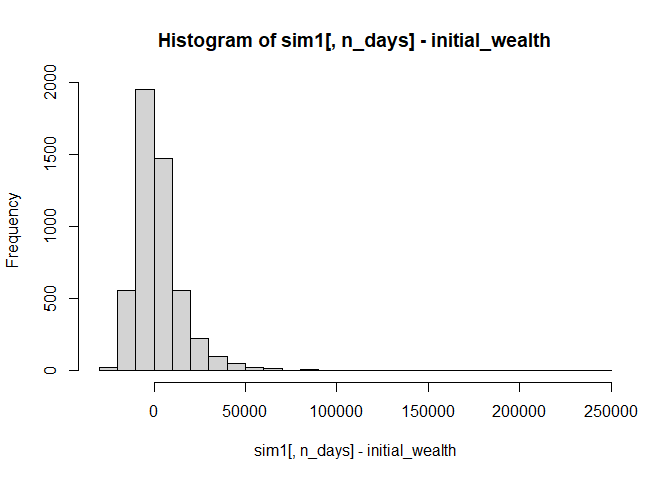 Histogram of sim1[, n_days] - initial_wealth
Frequency
2000
1500
1000
500
0
0 50000 100000 150000 200000 250000
sim1[, n_days] - initial_wealth